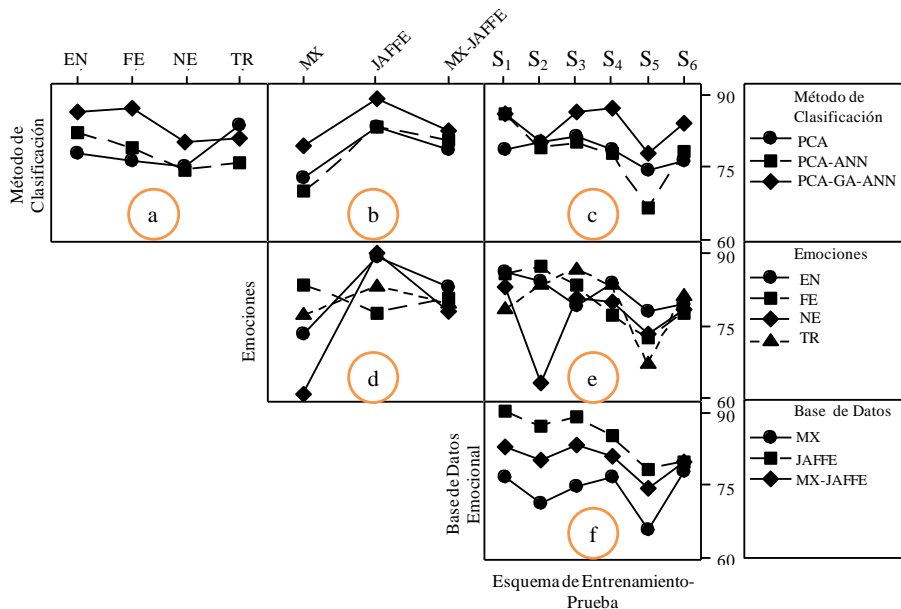 EN FE NE TR
MX JAFFE MX-JAFFE
S1 S2 S3 S4 S5 S6
Método de
Clasificación
a
b
c
90
75
60
Método de
Clasificación
PCA
PCA-ANN
PCA-GA-ANN
Emociones
d
e
90
75
60
Emociones
EN
FE
NE
TR
Base de Datos
Emocional
f
90
75
60
Base de Datos
MX
JAFFE
MX-JAFFE
Esquema de Entrenamiento-
Prueba